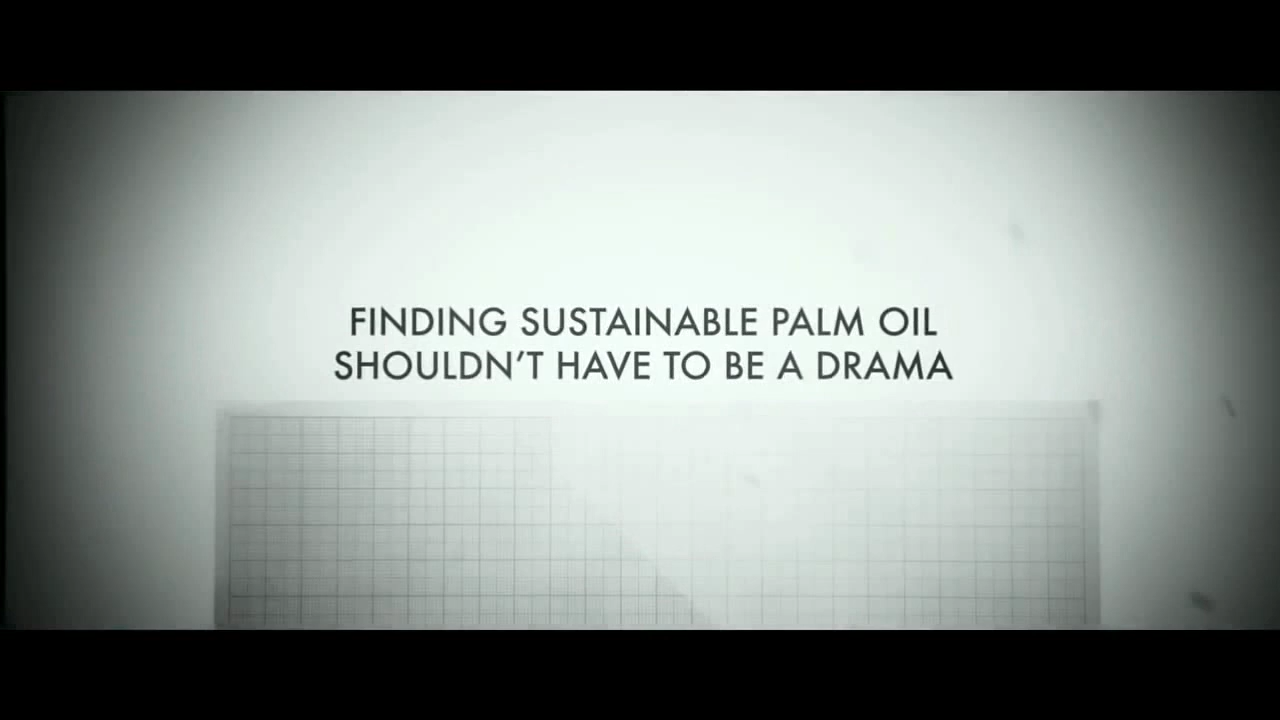 FINDING SUSTAINABLE PALM OIL
SHOULDN'T HAVE TO BE A DRAMA